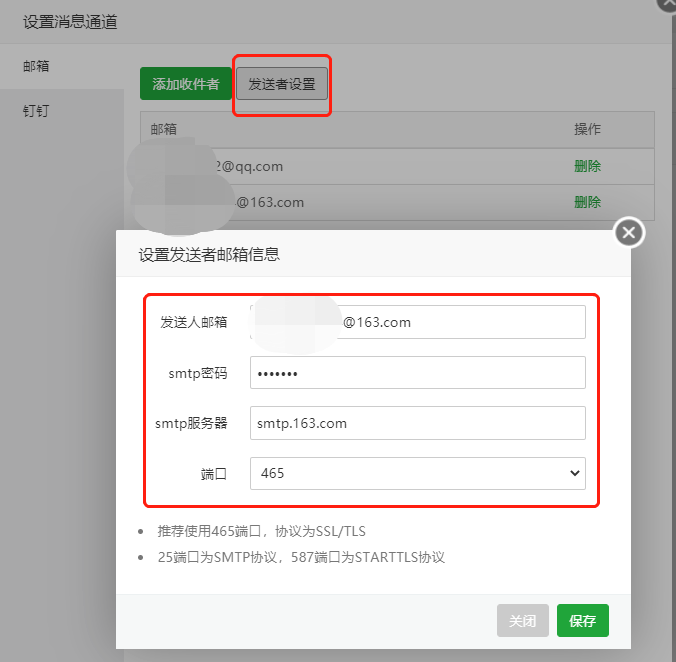 设置消息通道
邮箱
钉钉
添加收件者 发送者设置
邮箱 操作
2@qq.com 删除
@163.com 删除
设置发送者邮箱信息
发送人邮箱 @163.com
smtp密码 •••••••
smtp服务器 smtp.163.com
端口 465
• 推荐使用465端口，协议为SSL/TLS
• 25端口为SMTP协议，587端口为STARTTLS协议
关闭 保存